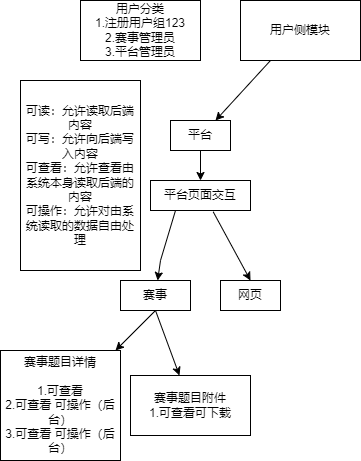 用户分类
1.注册用户组123
2.赛事管理员
3.平台管理员
用户侧模块
可读：允许读取后端
内容
可写：允许向后端写
入内容
可查看：允许查看由
系统本身读取后端的
内容
可操作：允许对由系
统读取的数据自由处
理
平台
平台页面交互
赛事
网页
赛事题目详情
1.可查看
2.可查看 可操作（后
台）
3.可查看 可操作（后
台）
赛事题目附件
1.可查看可下载